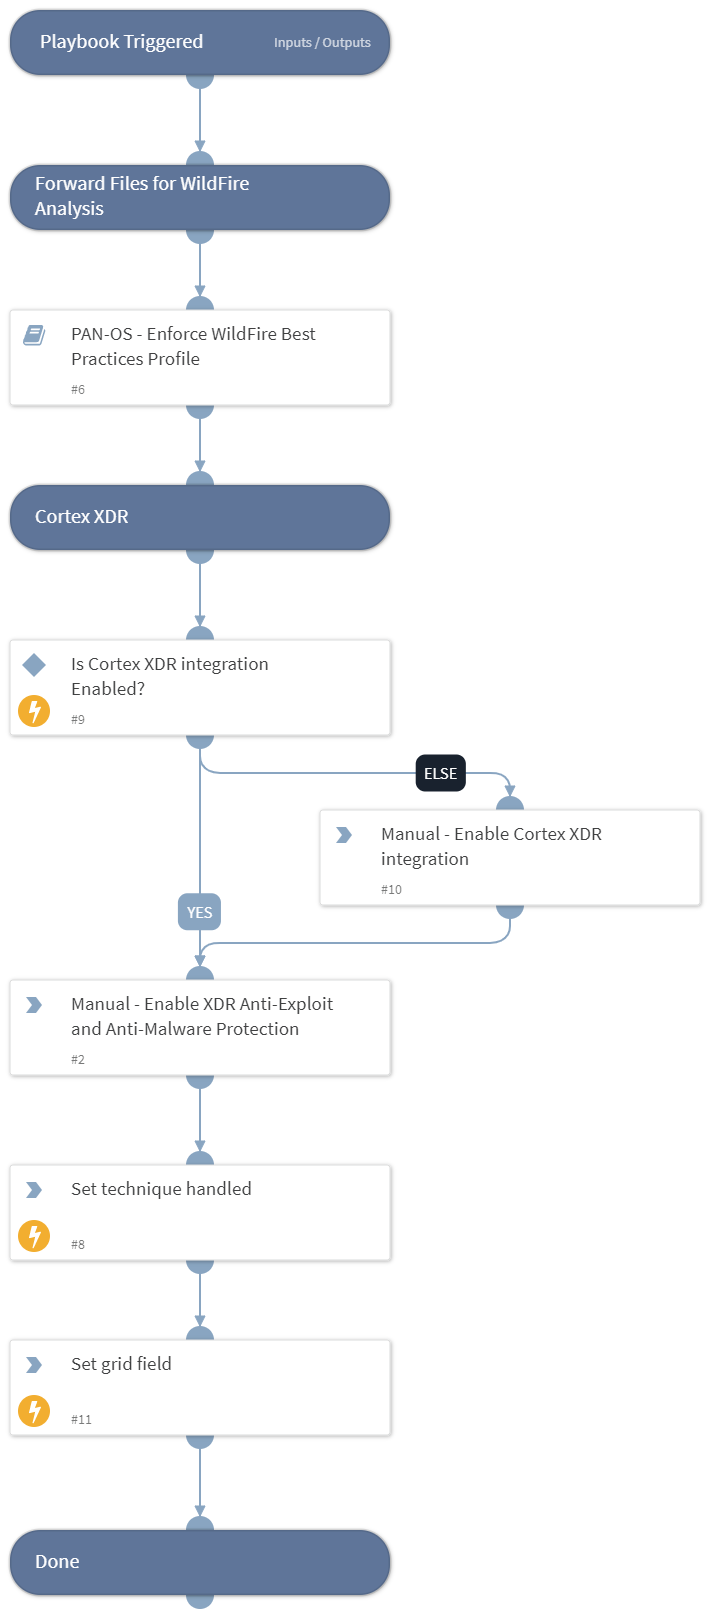 Playbook Triggered
Inputs / Outputs
Forward Files for WildFire
Analysis
PAN-OS - Enforce WildFire Best
Practices Profile
#6
Cortex XDR
Is Cortex XDR integration
Enabled?
#9
ELSE
Manual - Enable Cortex XDR
integration
#10
YES
Manual - Enable XDR Anti-Exploit
and Anti-Malware Protection
#2
Set technique handled
#8
Set grid field
#11
Done